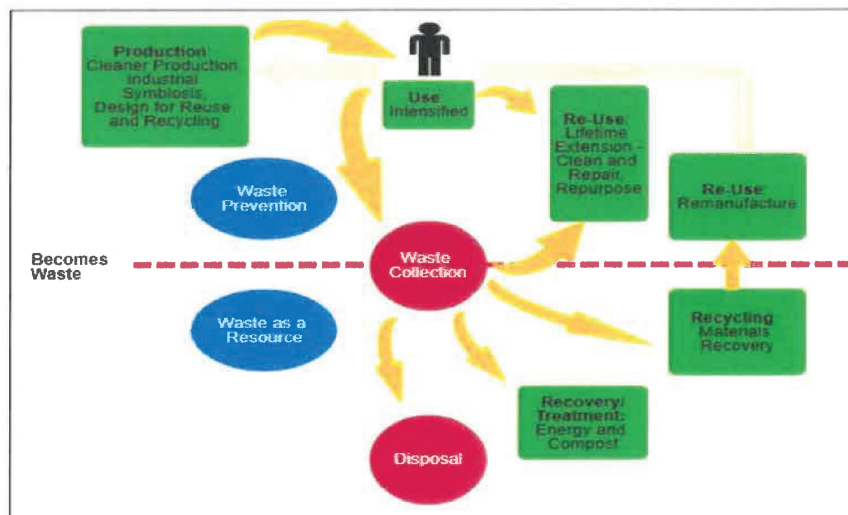 Production:
Cleaner Production,
Industrial
Symbiosis,
Design for Reuse
and Recycling
Use
Intensified
Re-Use:
Lifetime
Extension -
Clean and
Repair,
Repurpose
Re-Use:
Remanufacture
Waste
Prevention
Becomes
Waste
Waste
Collection
Waste as a
Resource
Recycling:
Materials
Recovery
Recovery/
Treatment:
Energy and
Compost
Disposal